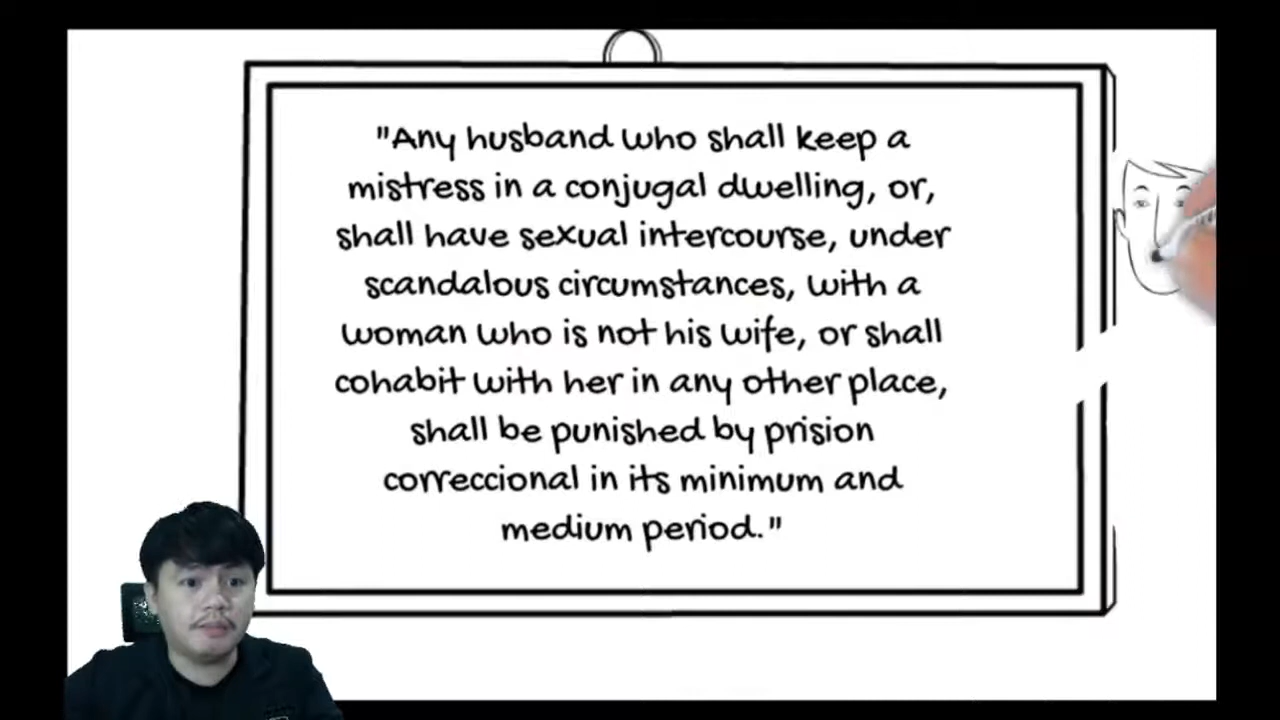 "Any husband who shall keep a
mistress in a conjugal dwelling, or,
shall have sexual intercourse, under
scandalous circumstances, with a
woman who is not his wife, or shall
cohabit with her in any other place,
shall be punished by prision
correccional in its minimum and
medium period."